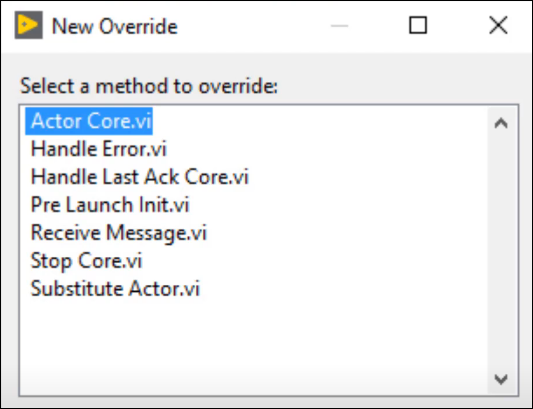 New Override
Select a method to override:
Actor Core.vi
Handle Error.vi
Handle Last Ack Core.vi
Pre Launch Init.vi
Receive Message.vi
Stop Core.vi
Substitute Actor.vi